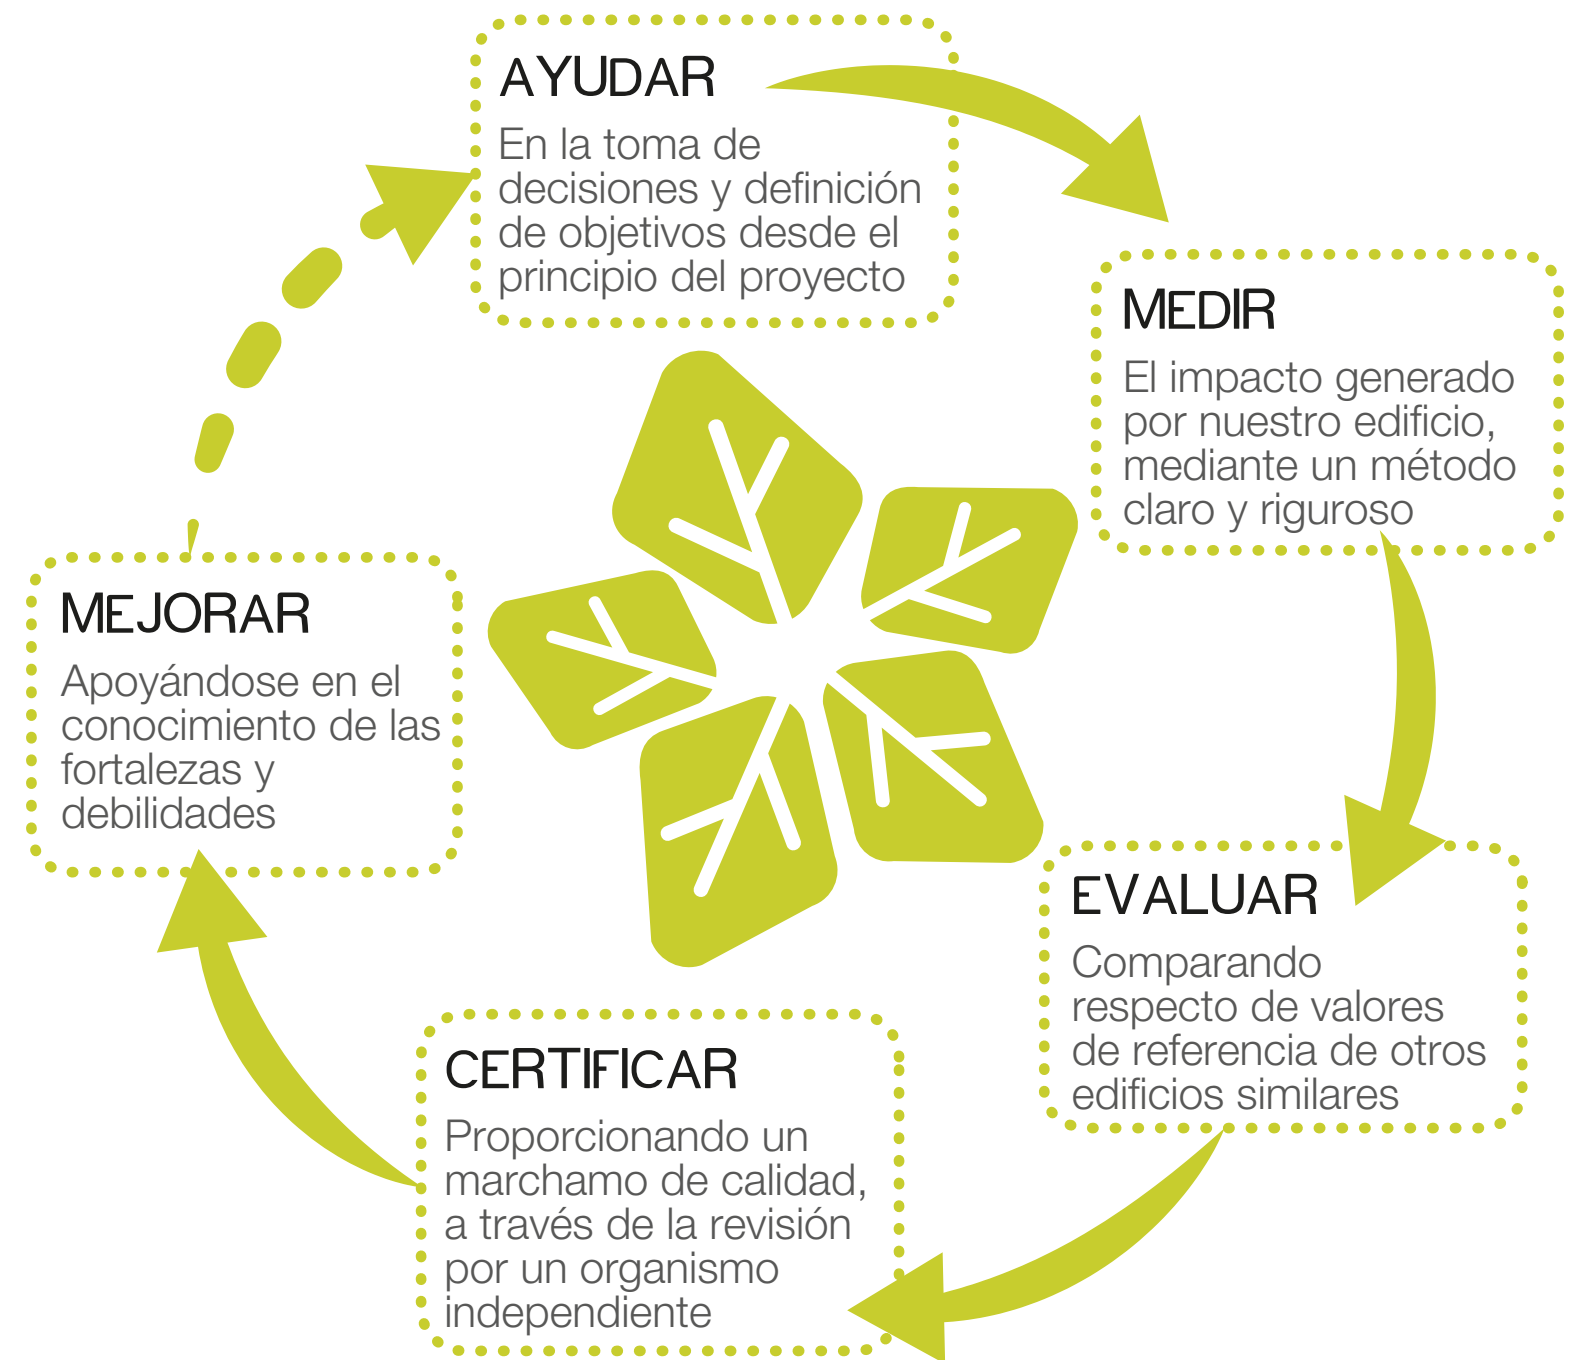 AYUDAR
En la toma de
decisiones y definición
de objetivos desde el
principio del proyecto
MEDIR
El impacto generado
por nuestro edificio,
mediante un método
claro y riguroso
EVALUAR
Comparando
respecto de valores
de referencia de otros
edificios similares
CERTIFICAR
Proporcionando un
marchamo de calidad,
a través de la revisión
por un organismo
independiente
MEJORAR
Apoyándose en el
conocimiento de las
fortalezas y
debilidades